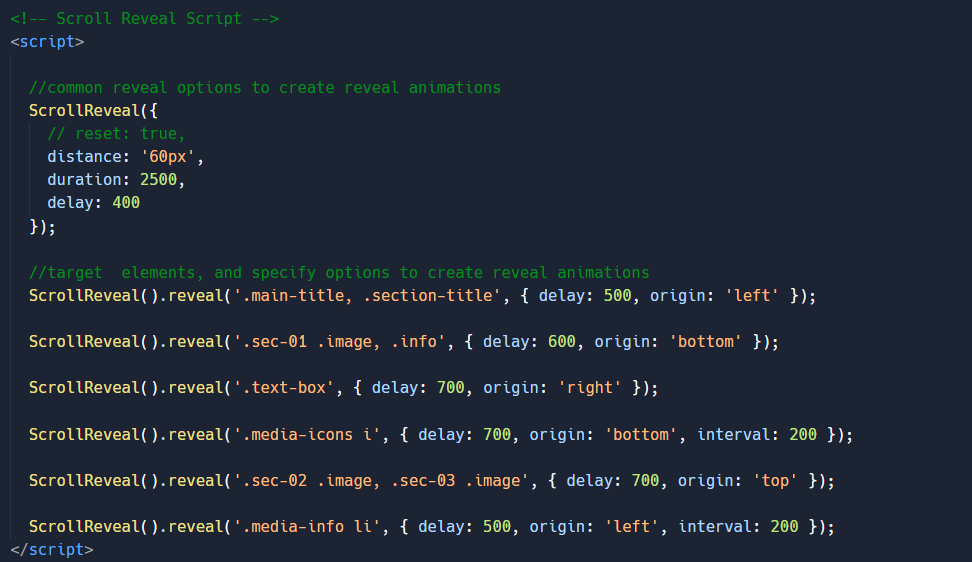 <!-- Scroll Reveal Script -->
<script>
//common reveal options to create reveal animations
ScrollReveal({
// reset: true,
distance: '60px',
duration: 2500,
delay: 400
});
//target  elements, and specify options to create reveal animations
ScrollReveal().reveal('.main-title, .section-title', { delay: 500, origin: 'left' });
ScrollReveal().reveal('.sec-01 .image, .info', { delay: 600, origin: 'bottom' });
ScrollReveal().reveal('.text-box', { delay: 700, origin: 'right' });
ScrollReveal().reveal('.media-icons i', { delay: 700, origin: 'bottom', interval: 200 });
ScrollReveal().reveal('.sec-02 .image, .sec-03 .image', { delay: 700, origin: 'top' });
ScrollReveal().reveal('.media-info li', { delay: 500, origin: 'left', interval: 200 });
</script>